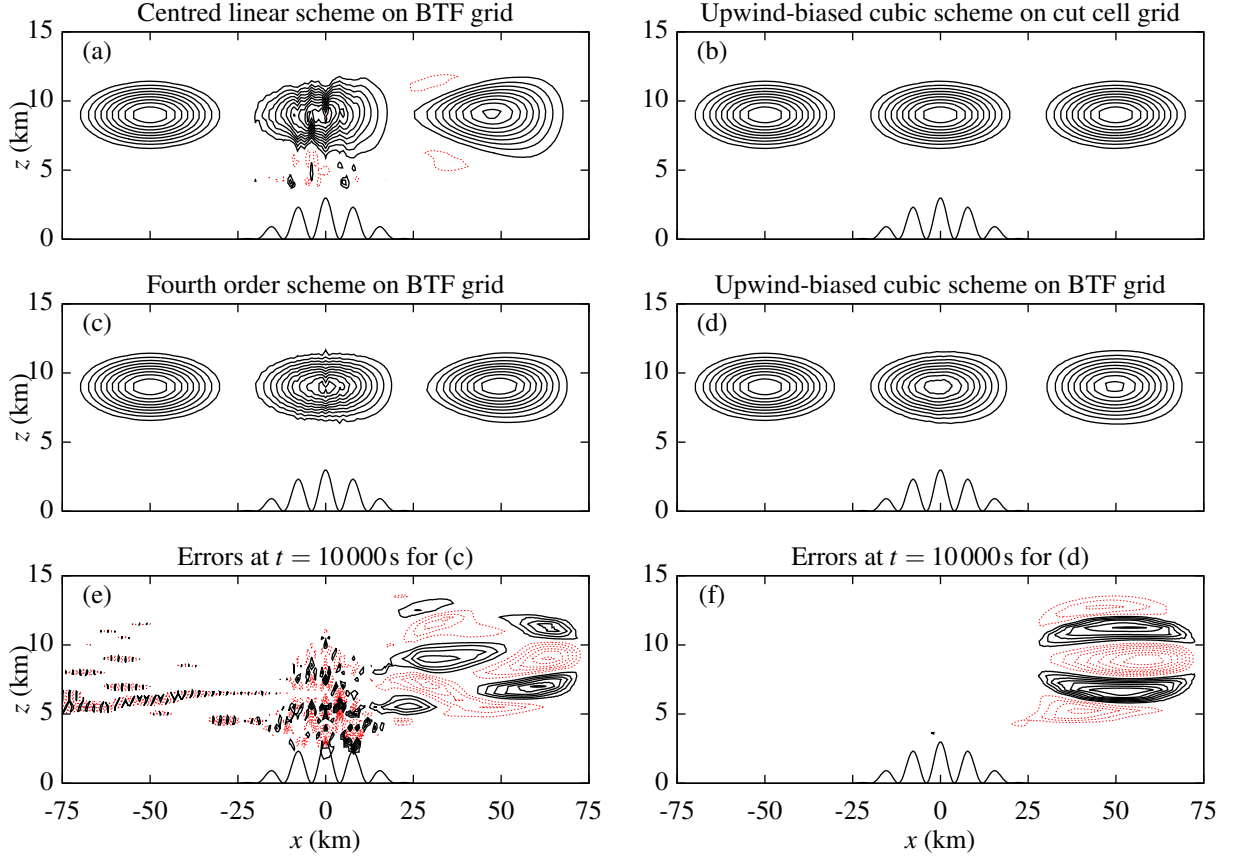 Centred linear scheme on BTF grid
Upwind-biased cubic scheme on cut cell grid
15
10
5
0
z (km)
(a)
15
10
5
0
(b)
Fourth order scheme on BTF grid
Upwind-biased cubic scheme on BTF grid
15
10
5
0
z (km)
(c)
15
10
5
0
(d)
Errors at t = 10 000 s for (c)
Errors at t = 10 000 s for (d)
15
10
5
0
z (km)
(e)
15
10
5
0
(f)
-75 -50 -25 0 25 50 75
-75 -50 -25 0 25 50 75
x (km)
x (km)